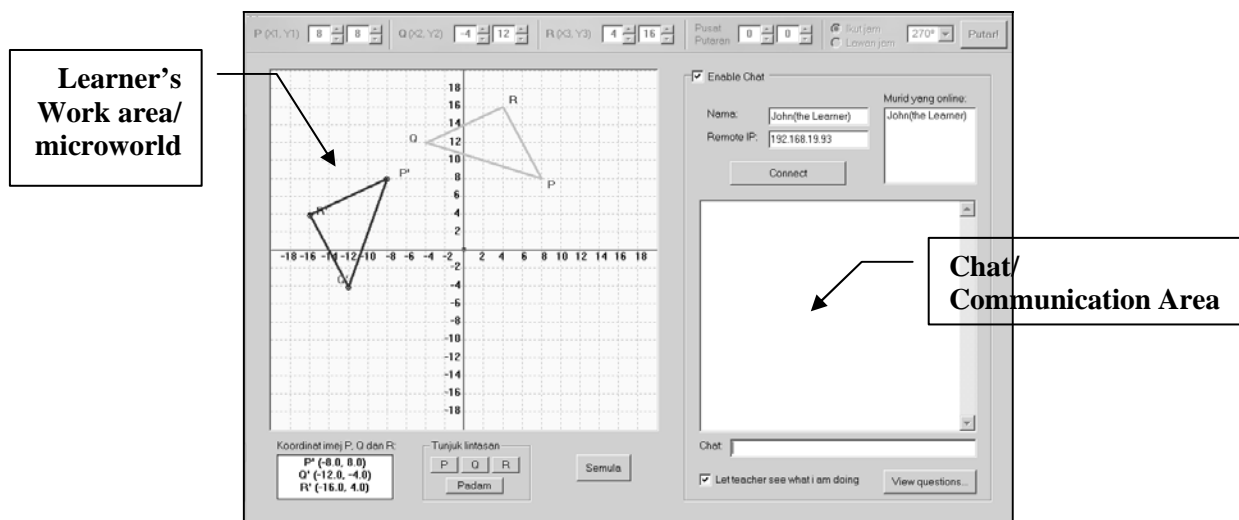 P (X1, Y1) 8 8 Q (X2, Y2) -4 12 R (X3, Y3) 4 16 Pusat Putaran 0 0 Ikut jam Lawan jam 270° Putar!
Learner's
Work area/
microworld
18
16
14
12
10
8
6
4
2
-18 -16 -14 -12 -10 -8 -6 -4 -2 2 4 6 8 10 12 14 16 18
-2
-4
-6
-8
-10
-12
-14
-16
-18
R
Q
P
P'
R'
Q'
Koordinat imej P, Q dan R:
P' (-8.0, 8.0)
Q' (-12.0, -4.0)
R' (-16.0, 4.0)
Tunjuk lintasan
P Q R
Padam
Semula
Enable Chat
Name: John(the Learner)
Remote IP: 192.168.19.93
Connect
Murid yang online:
John(the Learner)
Chat/
Communication Area
Chat:
Let teacher see what i am doing
View questions...